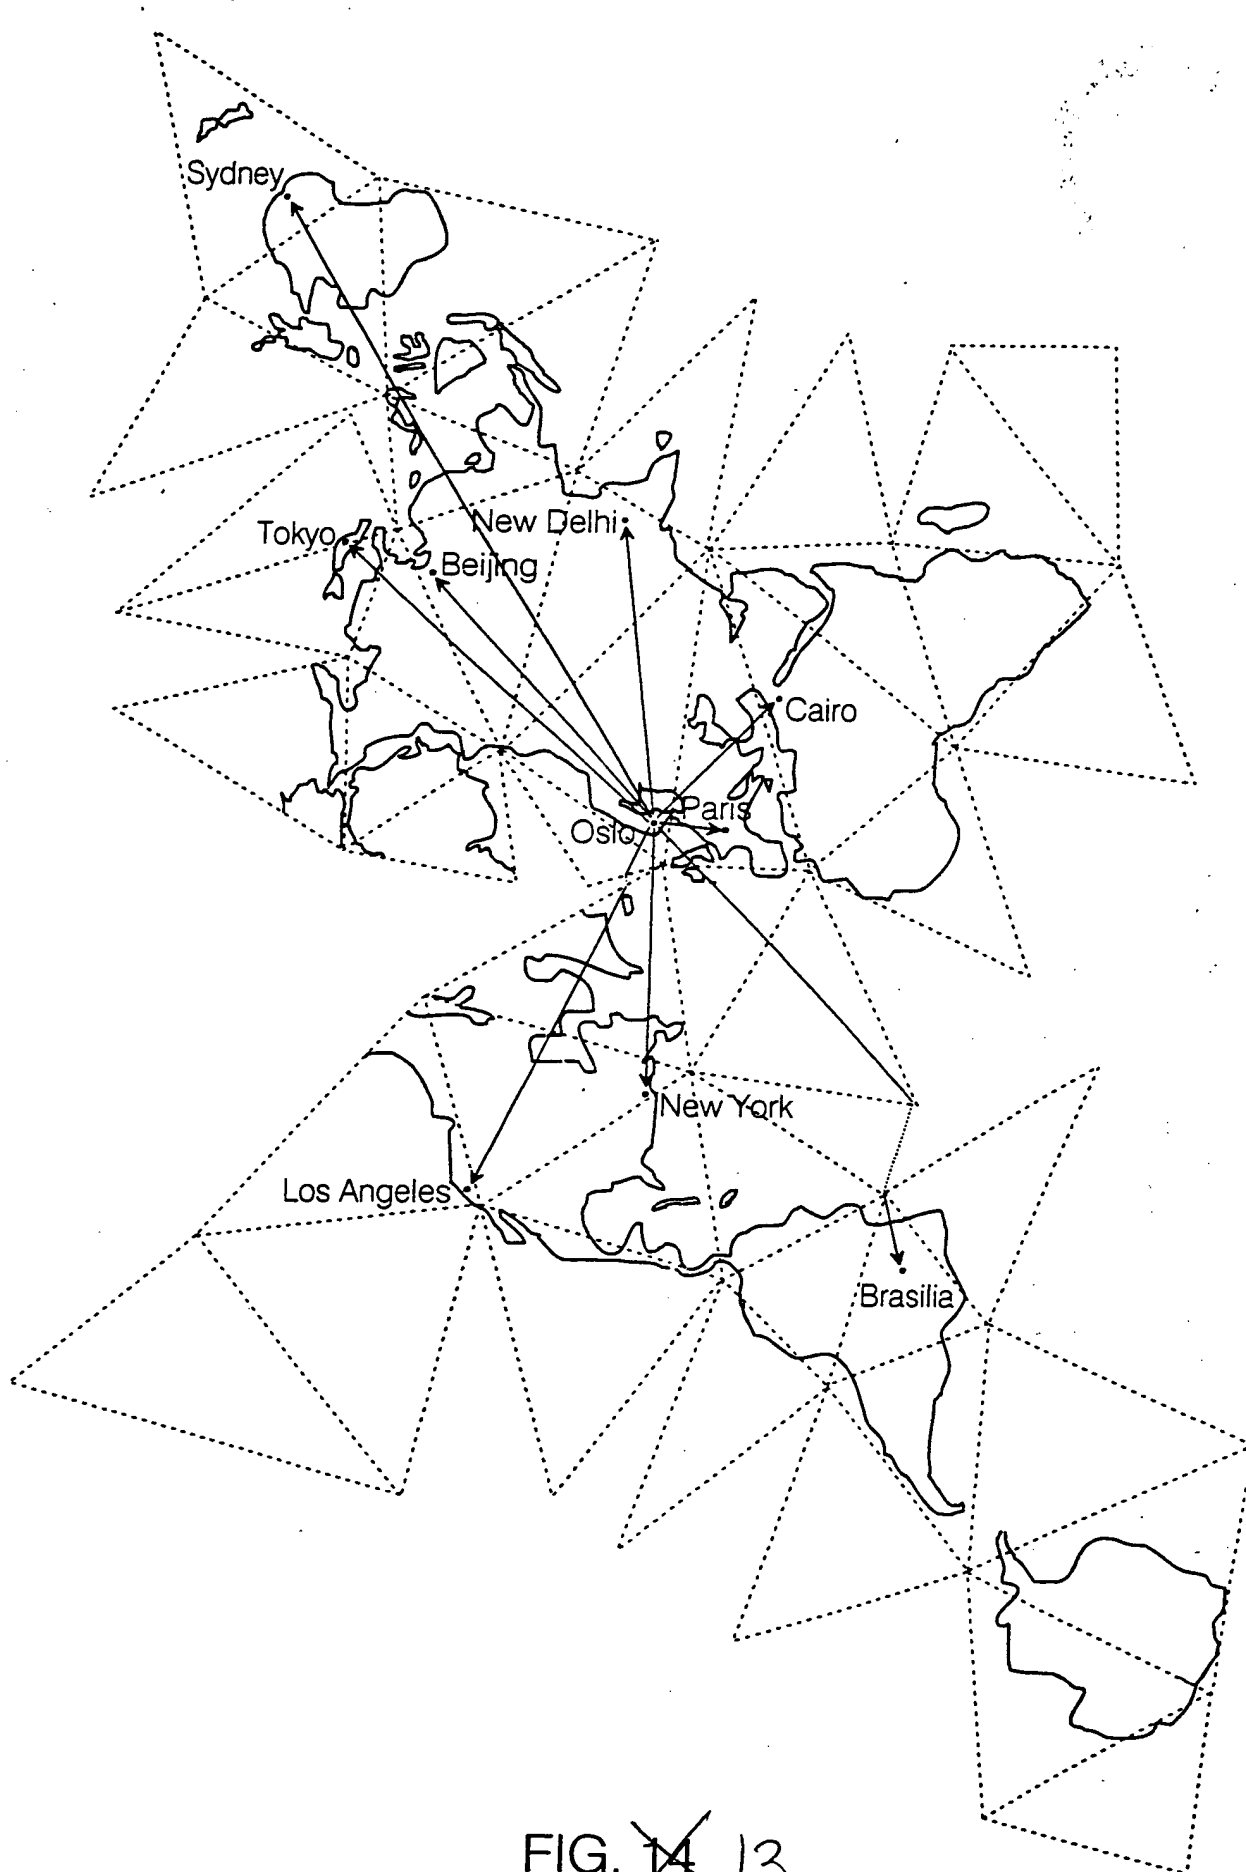 Sydney
Tokyo
New Delhi
Beijing
Cairo
Paris
Oslo
New York
Los Angeles
Brasilia
FIG. 14 13